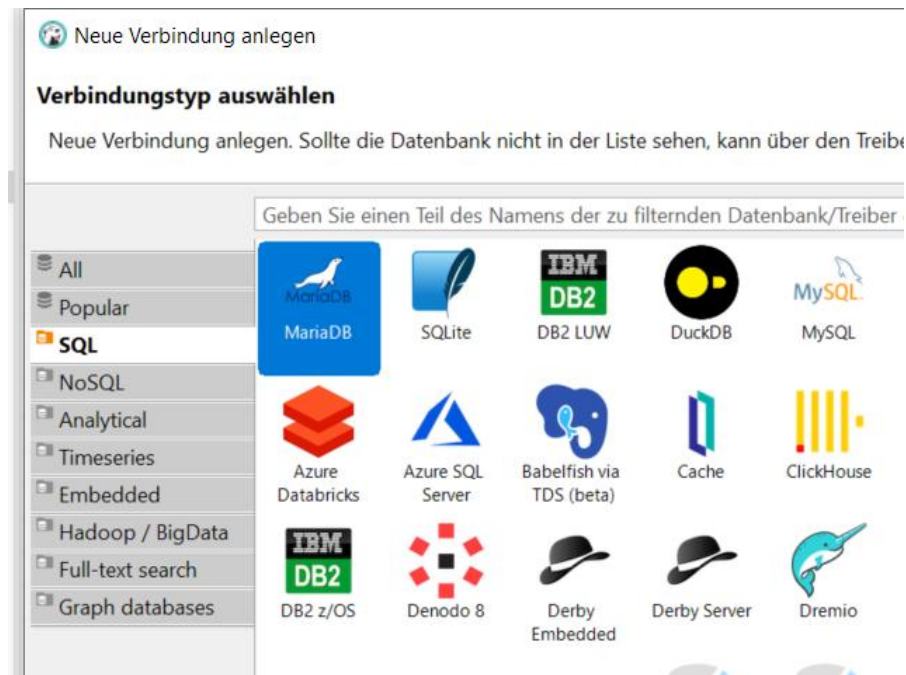 Neue Verbindung anlegen
Verbindungstyp auswählen
Neue Verbindung anlegen. Sollte die Datenbank nicht in der Liste sehen, kann über den
Geben Sie einen Teil des Namens der zu filternden Datenbank/Treiber
All
Popular
SQL
NoSQL
Analytical
Timeseries
Embedded
Hadoop / BigData
Full-text search
Graph databases
MariaDB
MariaDB
SQLite
IBM
DB2
DB2 LUW
DuckDB
MySQL
MySQL
Azure
Databricks
Azure SQL
Server
Babelfish via
TDS (beta)
Cache
ClickHouse
IBM
DB2
DB2 z/OS
Denodo 8
Derby
Embedded
Derby Server
Dremio